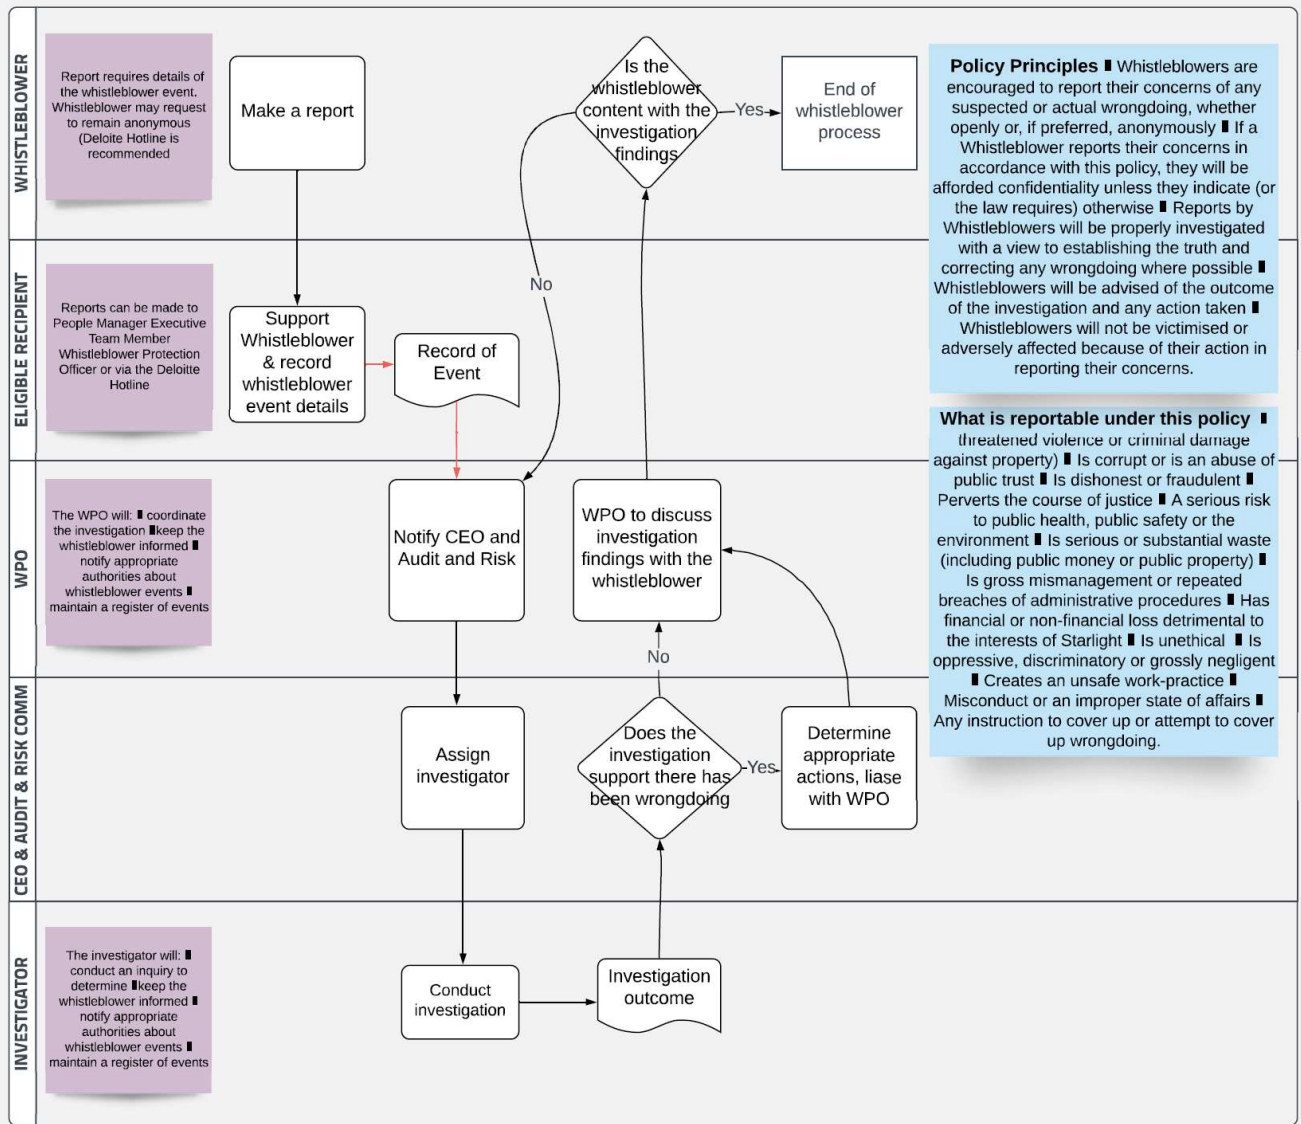 WHISTLEBLOWER
Report requires details of
the whistleblower event.
Whistleblower may request
to remain anonymous
(Deloite Hotline is
recommended
Make a report
Is the
whistleblower
content with the
investigation
findings
Yes
End of
whistleblower
process
No
ELIGIBLE RECIPIENT
Reports can be made to
People Manager Executive
Team Member
Whistleblower Protection
Officer or via the Deloitte
Hotline
Support
Whistleblower
& record
whistleblower
event details
Record of
Event
WPO
The WPO will: ▮ coordinate
the investigation ▮keep the
whistleblower informed ▮
notify appropriate
authorities about
whistleblower events ▮
maintain a register of events
Notify CEO and
Audit and Risk
WPO to discuss
investigation
findings with the
whistleblower
No
CEO & AUDIT & RISK COMM
Assign
investigator
Does the
investigation
support there has
been wrongdoing
Yes
Determine
appropriate
actions, liase
with WPO
INVESTIGATOR
The investigator will: ▮
conduct an inquiry to
determine ▮keep the
whistleblower informed ▮
notify appropriate
authorities about
whistleblower events ▮
maintain a register of events
Conduct
investigation
Investigation
outcome
Policy Principles ▮ Whistleblowers are
encouraged to report their concerns of any
suspected or actual wrongdoing, whether
openly or, if preferred, anonymously ▮ If a
Whistleblower reports their concerns in
accordance with this policy, they will be
afforded confidentiality unless they indicate (or
the law requires) otherwise ▮ Reports by
Whistleblowers will be properly investigated
with a view to establishing the truth and
correcting any wrongdoing where possible ▮
Whistleblowers will be advised of the outcome
of the investigation and any action taken ▮
Whistleblowers will not be victimised or
adversely affected because of their action in
reporting their concerns.
What is reportable under this policy ▮
threatened violence or criminal damage
against property) ▮ Is corrupt or is an abuse of
public trust ▮ Is dishonest or fraudulent ▮
Perverts the course of justice ▮ A serious risk
to public health, public safety or the
environment ▮ Is serious or substantial waste
(including public money or public property) ▮
Is gross mismanagement or repeated
breaches of administrative procedures ▮ Has
financial or non-financial loss detrimental to
the interests of Starlight ▮ Is unethical ▮ Is
oppressive, discriminatory or grossly negligent
▮ Creates an unsafe work-practice ▮
Misconduct or an improper state of affairs ▮
Any instruction to cover up or attempt to cover
up wrongdoing.